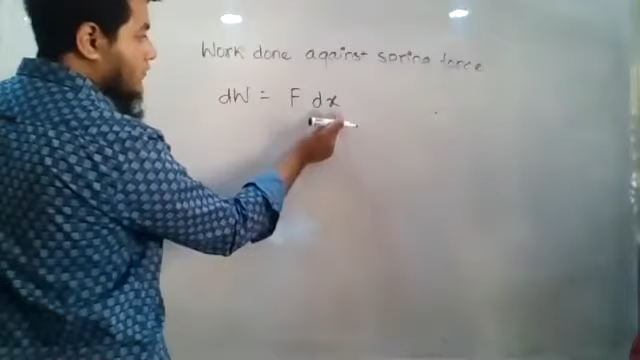 Work done against spring force
dW = F dx